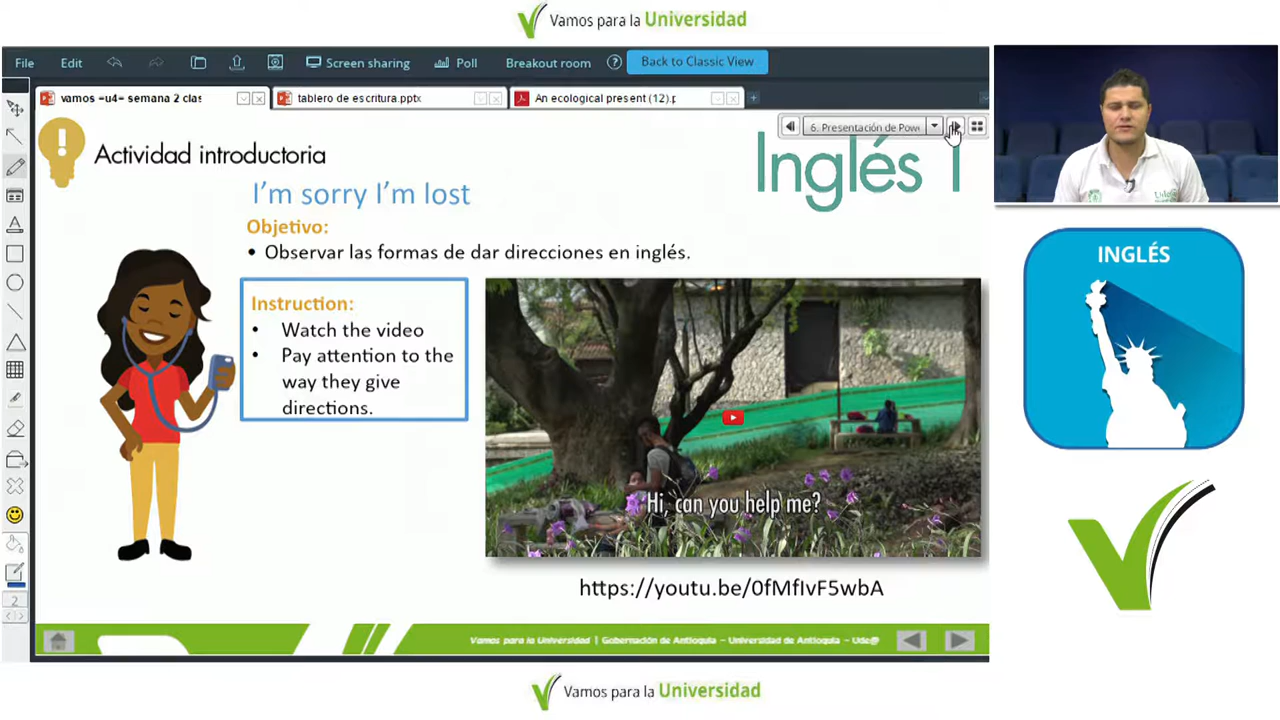 Vamos para la Universidad
File Edit Screen sharing Poll Breakout room ? Back to Classic View
vamos =u4= semana 2 clas
tablero de escritura.pptx
An ecological present (12).p
6. Presentación de Pow
Actividad introductoria
Inglés 1
I'm sorry I'm lost
Objetivo:
• Observar las formas de dar direcciones en inglés.
Instruction:
• Watch the video
• Pay attention to the
way they give
directions.
Hi, can you help me?
https://youtu.be/0fMfIvF5wbA
INGLÉS
2
Vamos para la Universidad | Gobernación de Antioquia – Universidad de Antioquia – Ude@
Vamos para la Universidad